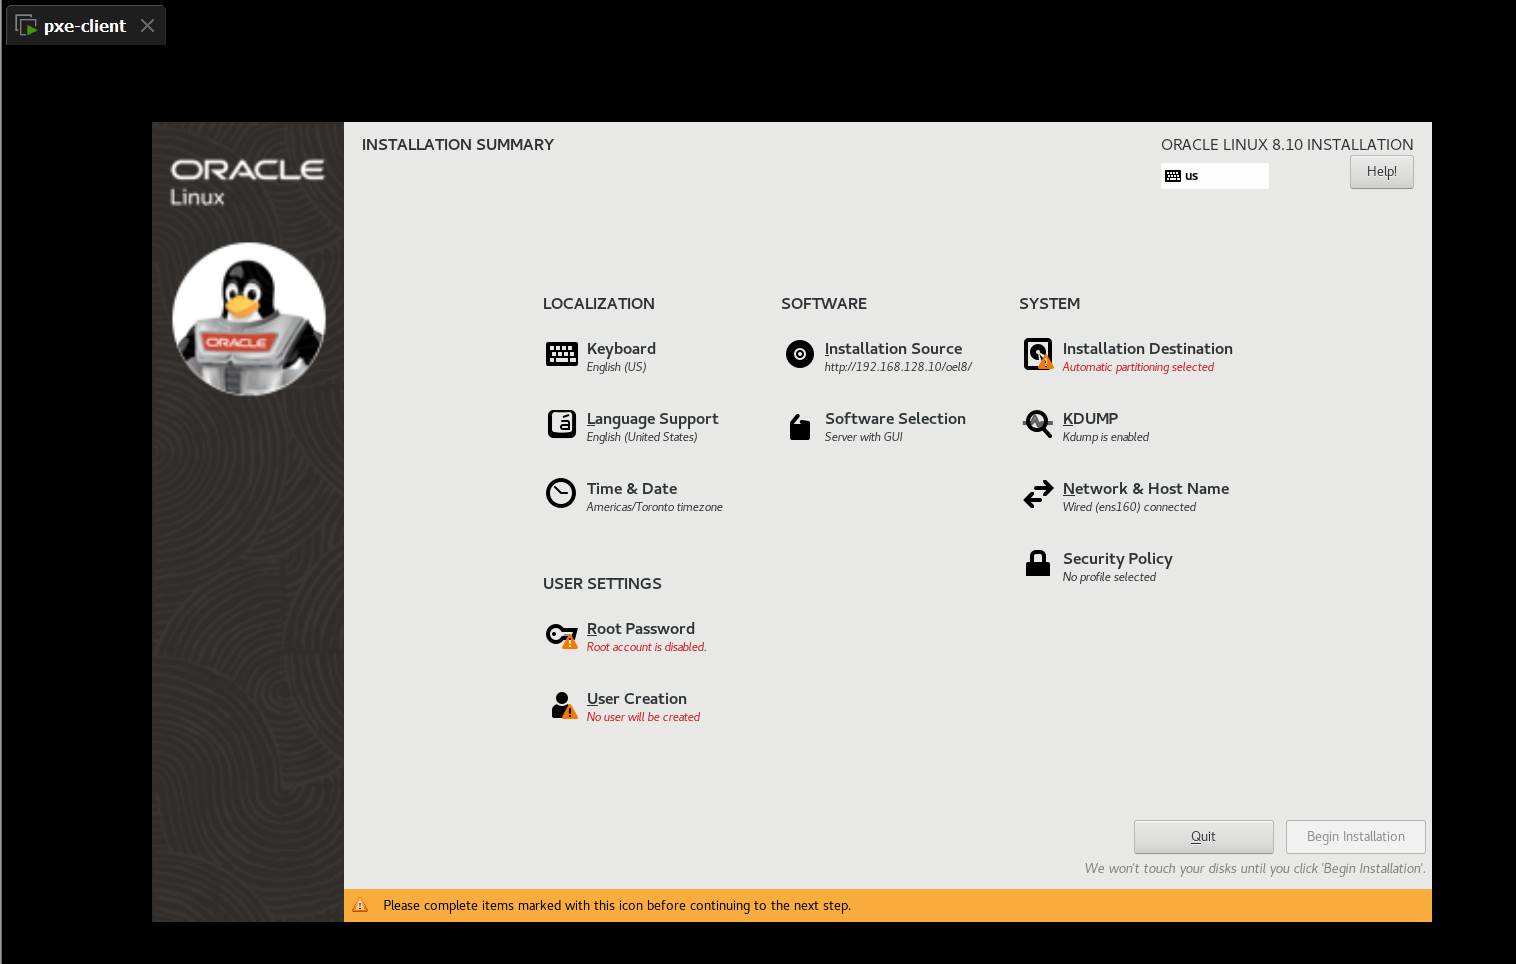 pxe-client
ORACLE
Linux
ORACLE
INSTALLATION SUMMARY
ORACLE LINUX 8.10 INSTALLATION
us
Help!
LOCALIZATION
Keyboard
English (US)
Language Support
English (United States)
Time & Date
Americas/Toronto timezone
USER SETTINGS
Root Password
Root account is disabled.
User Creation
No user will be created
SOFTWARE
Installation Source
http://192.168.128.10/oel8/
Software Selection
Server with GUI
SYSTEM
Installation Destination
Automatic partitioning selected
KDUMP
Kdump is enabled
Network & Host Name
Wired (ens160) connected
Security Policy
No profile selected
Quit
Begin Installation
We won't touch your disks until you click 'Begin Installation'.
Please complete items marked with this icon before continuing to the next step.